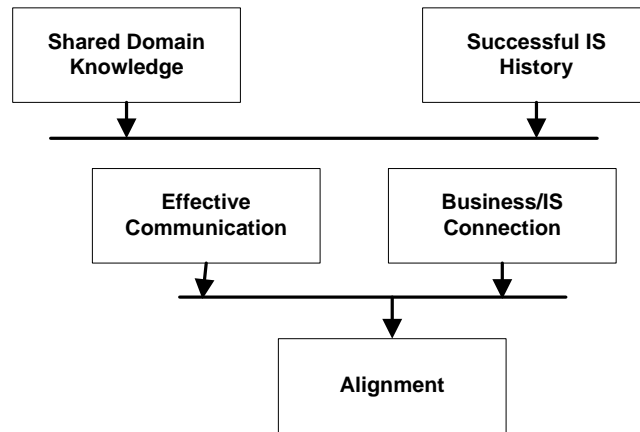 Shared Domain
Knowledge
Successful IS
History
Effective
Communication
Business/IS
Connection
Alignment